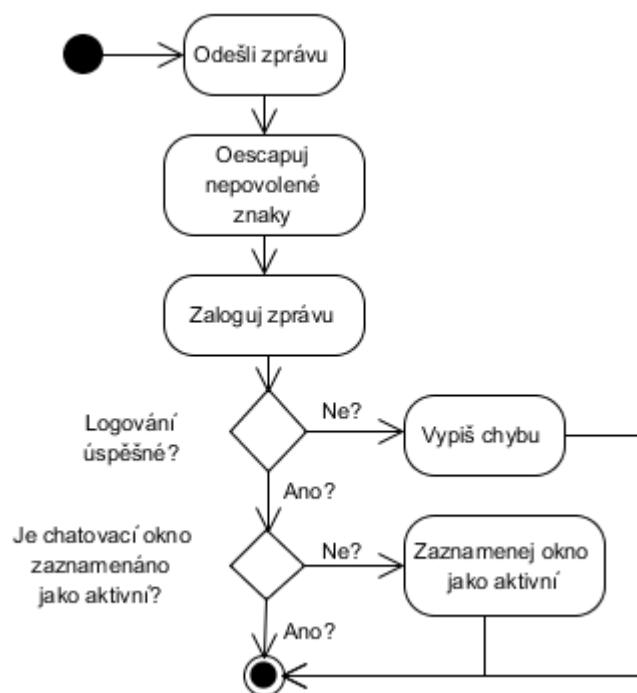 Odešli zprávu
Oescapuj
nepovolené
znaky
Zaloguj zprávu
Logování
úspěšné?
Ne?
Vypiš chybu
Ano?
Je chatovací okno
zaznamenáno
jako aktivní?
Ne?
Zaznamenej okno
jako aktivní
Ano?